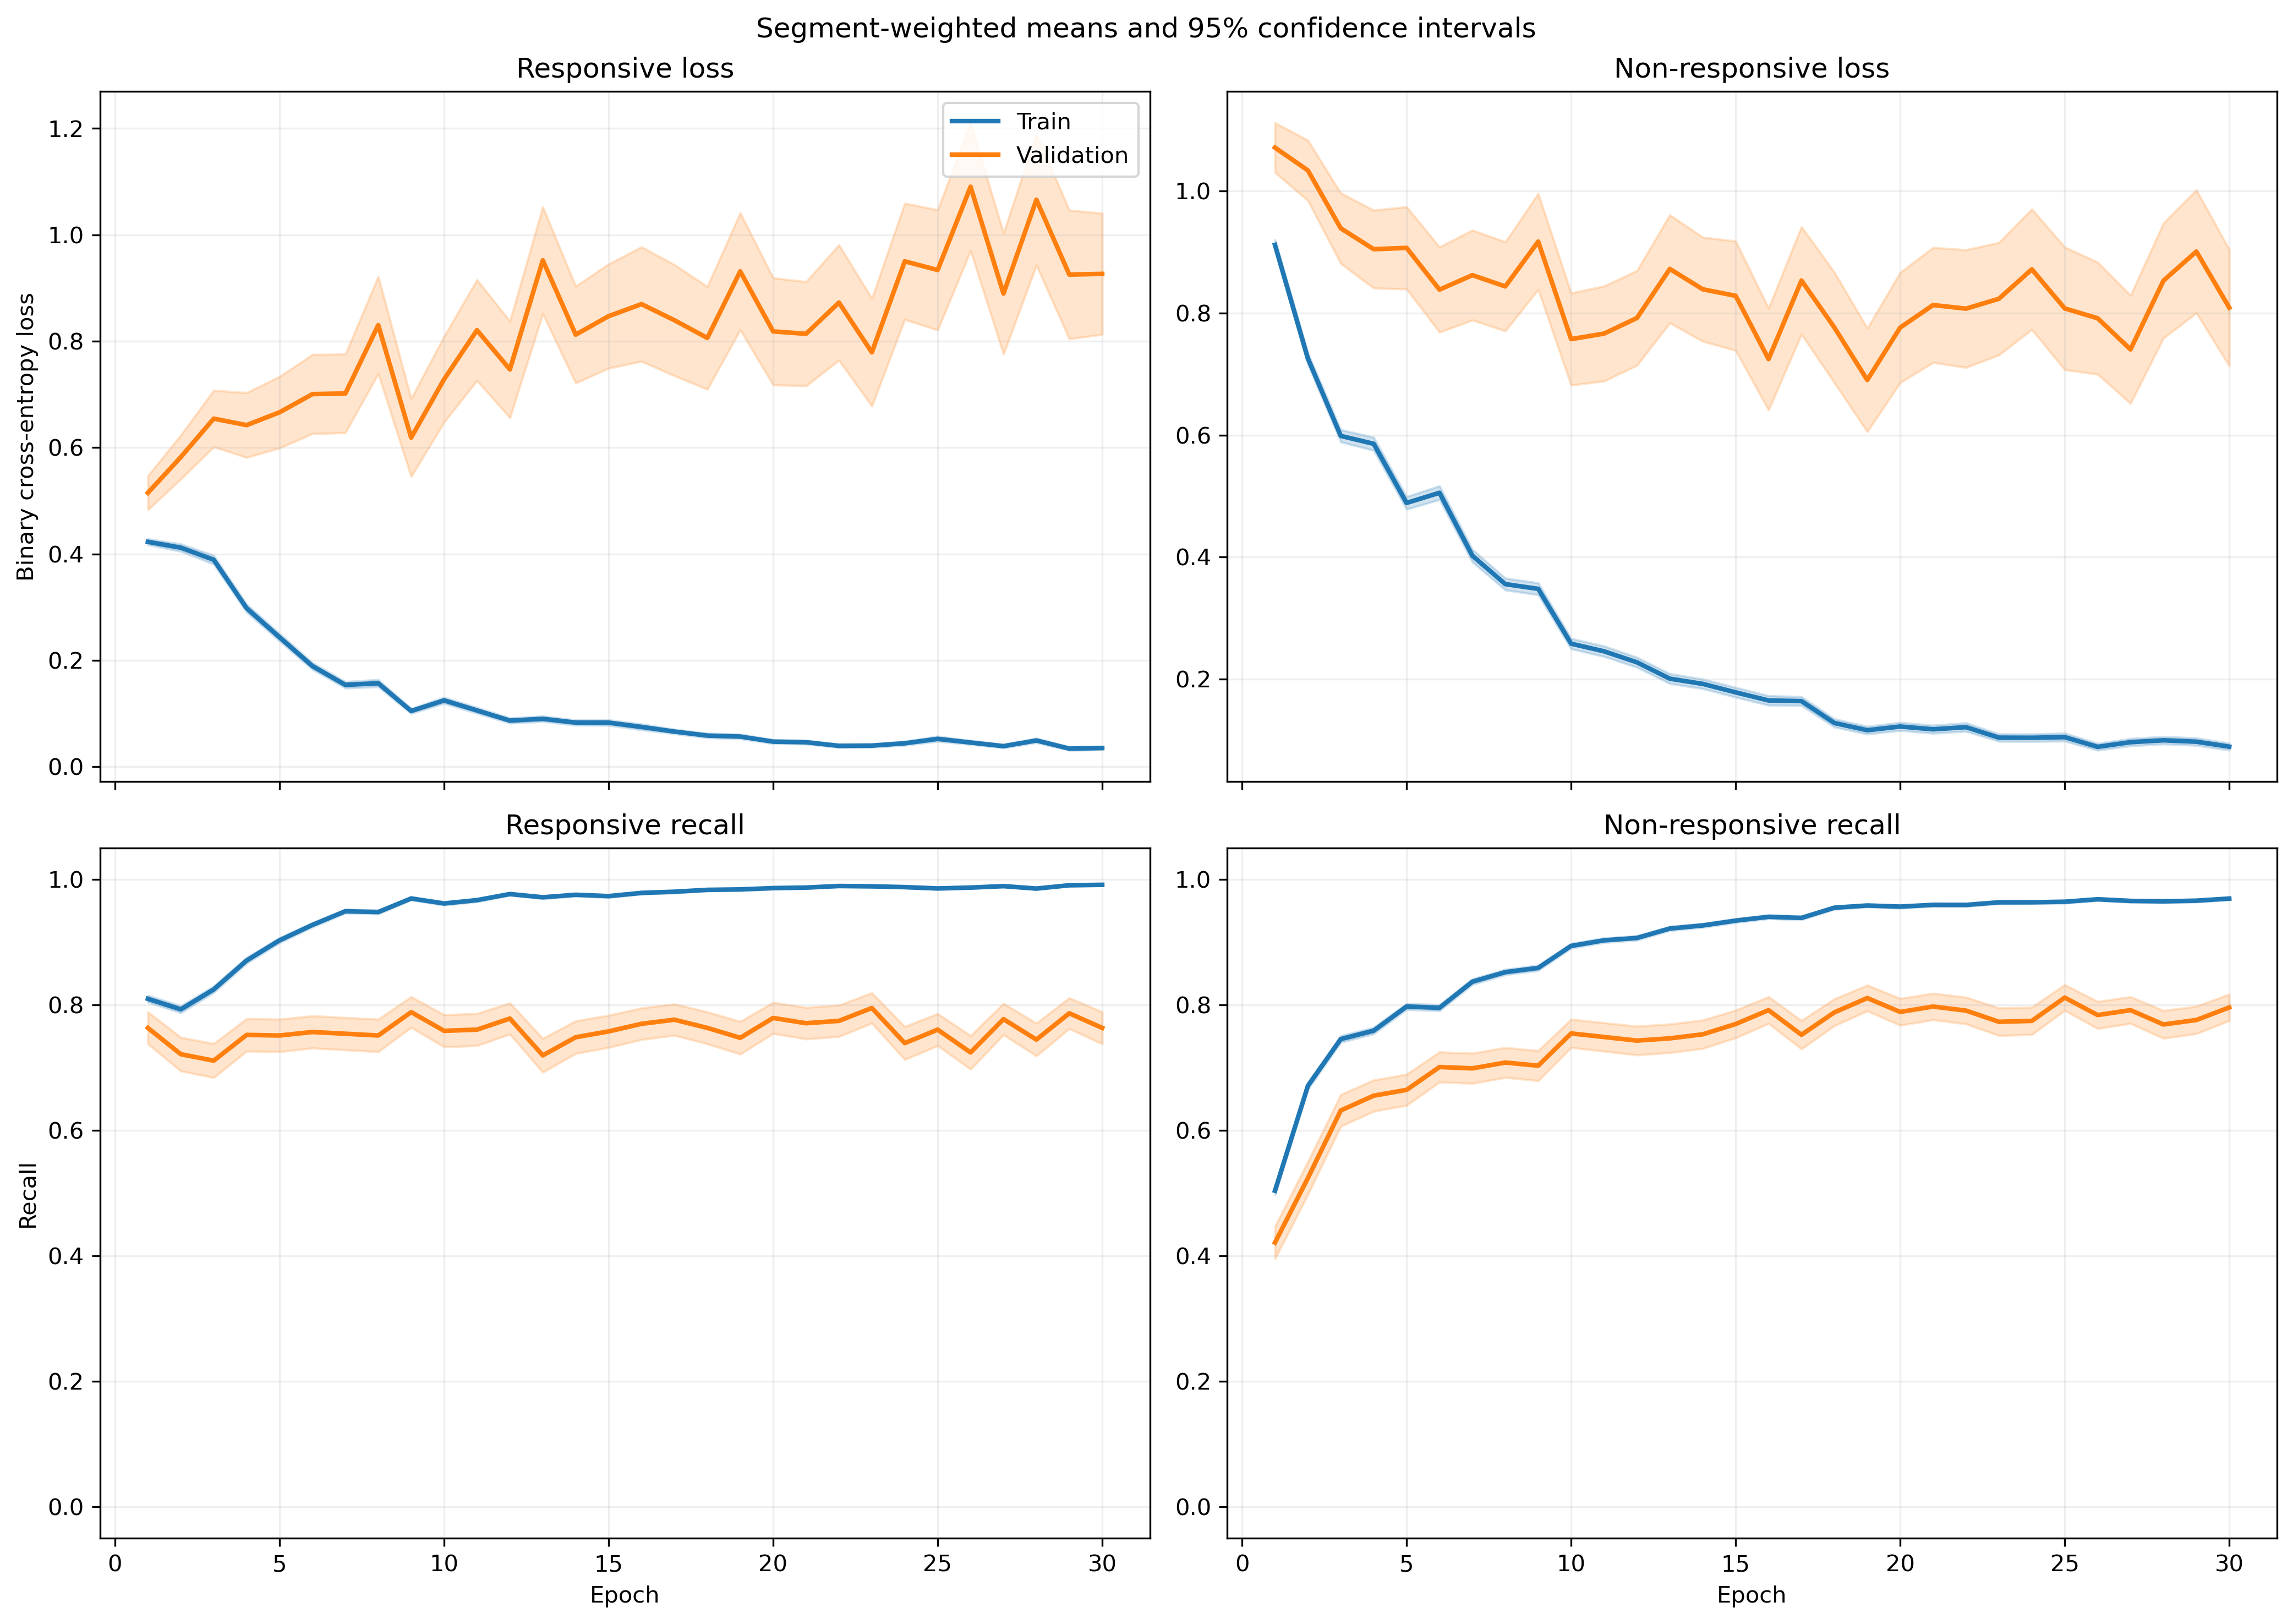 Segment-weighted means and 95% confidence intervals
Responsive loss
Non-responsive loss
Train
Validation
Binary cross-entropy loss
1.2
1.0
0.8
0.6
0.4
0.2
0.0
1.0
0.8
0.6
0.4
0.2
Responsive recall
Non-responsive recall
Recall
1.0
0.8
0.6
0.4
0.2
0.0
0 5 10 15 20 25 30
Epoch
1.0
0.8
0.6
0.4
0.2
0.0
0 5 10 15 20 25 30
Epoch